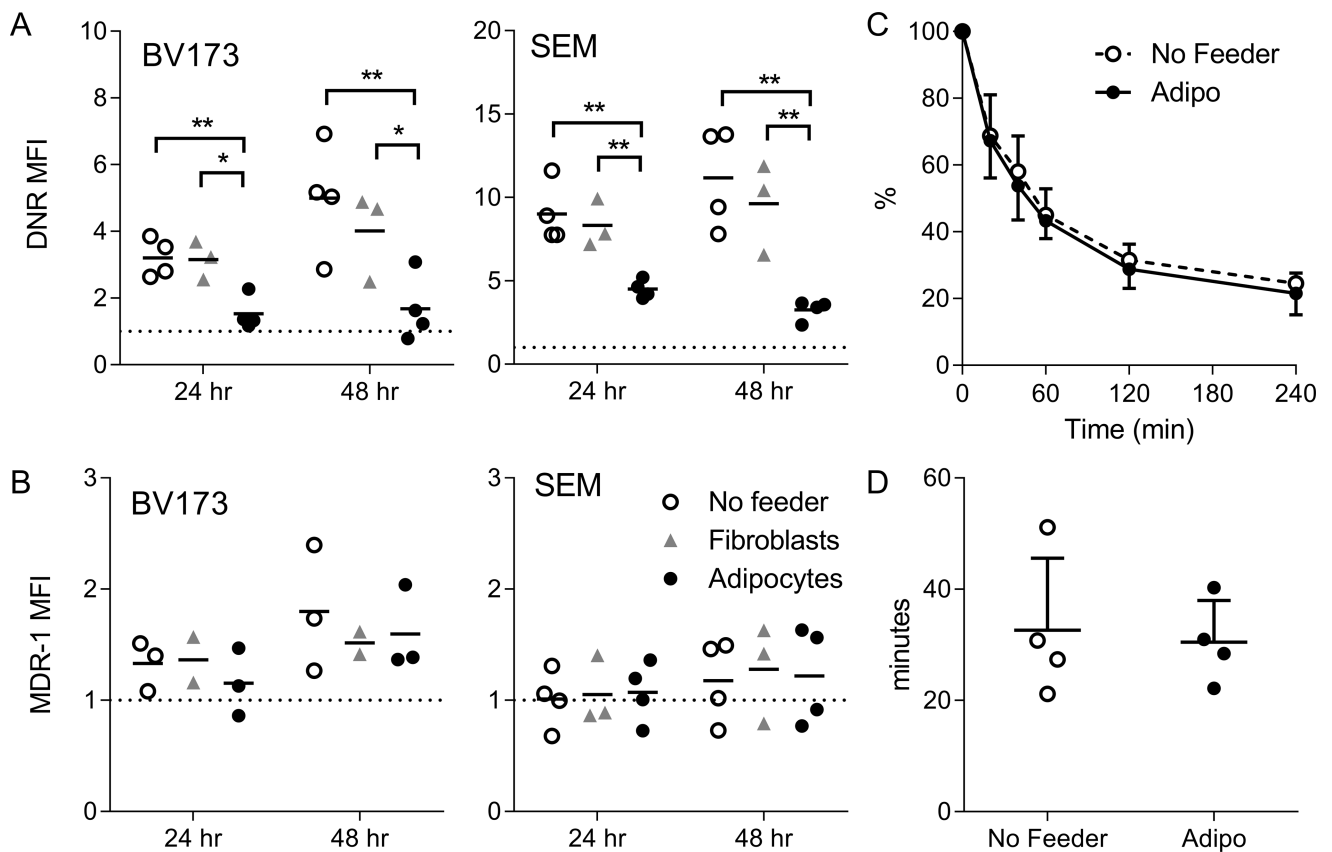 A
BV173
DNR MFI
10
8
6
4
2
0
**
*
**
*
24 hr
48 hr
SEM
20
15
10
5
0
**
**
**
**
24 hr
48 hr
C
No Feeder
Adipo
%
100
80
60
40
20
0
0
60
120
180
240
Time (min)
B
BV173
MDR-1 MFI
3
2
1
0
24 hr
48 hr
SEM
No feeder
Fibroblasts
Adipocytes
3
2
1
0
24 hr
48 hr
D
minutes
60
40
20
0
No Feeder
Adipo